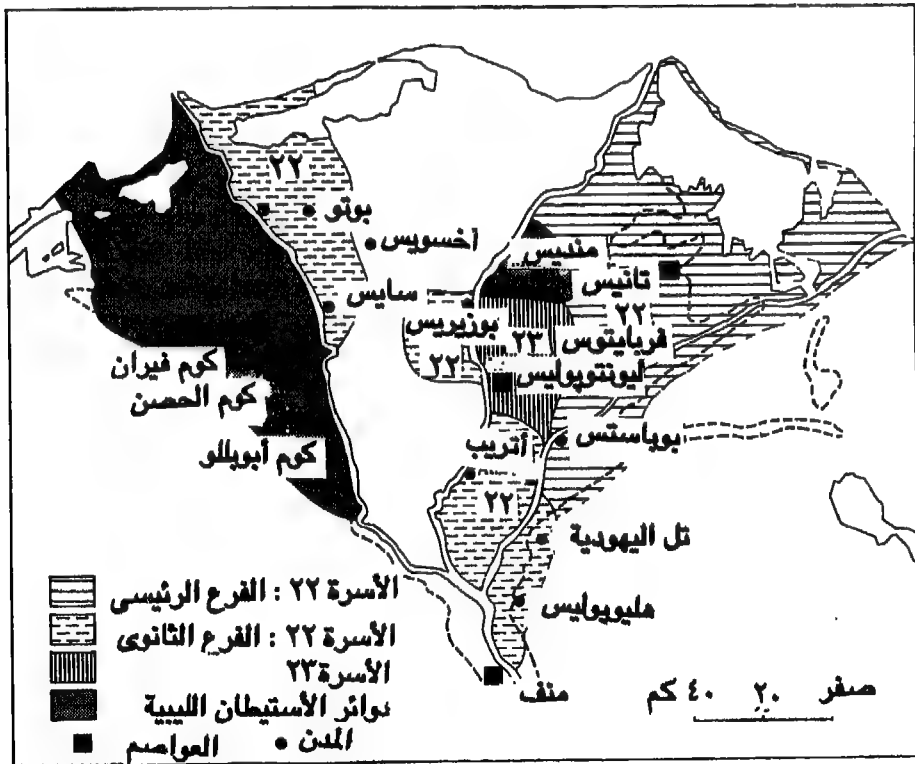 ٢٢
بوتو
أخسويس
سايس
منديس
تانيس
٢٢
بوزيريس
٢٣
فربايتوس
٢٢
ليونتوبوليس
كوم فيران
كوم الحصن
كوم أبوبللو
أتريب
بوباستس
٢٢
تل اليهودية
هليوبوليس
منف
الأسرة ٢٢ : الفرع الرئيسى
الأسرة ٢٢ : الفرع الثانوى
الأسرة ٢٣
دوائر الأستيطان الليبية
العواصم
المدن
صفر ٢٠ ٤٠ كم